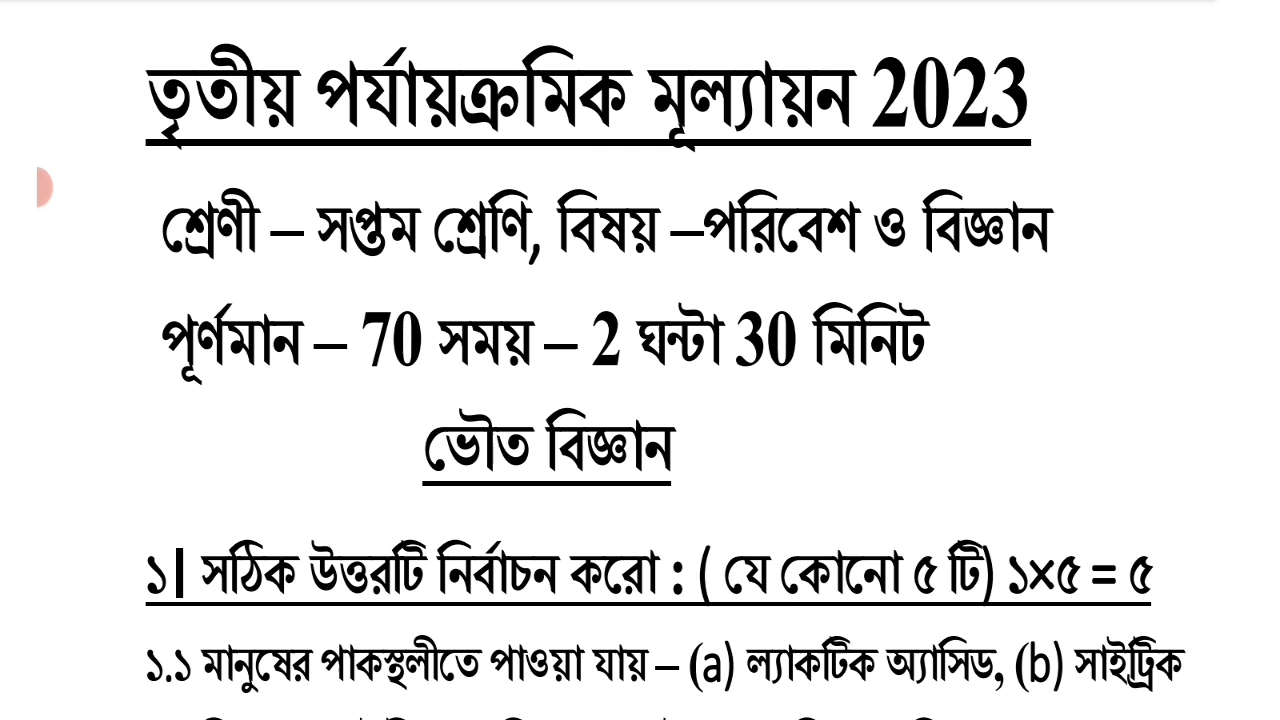 তৃতীয় পর্যায়ক্রমিক মূল্যায়ন 2023
শ্রেণী – সপ্তম শ্রেণি, বিষয় –পরিবেশ ও বিজ্ঞান
পূর্ণমান – 70 সময় – 2 ঘন্টা 30 মিনিট
ভৌত বিজ্ঞান
১। সঠিক উত্তরটি নির্বাচন করো : ( যে কোনো ৫ টি) ১×৫ = ৫
১.১ মানুষের পাকস্থলীতে পাওয়া যায় – (a) ল্যাকটিক অ্যাসিড, (b) সাইট্রিক